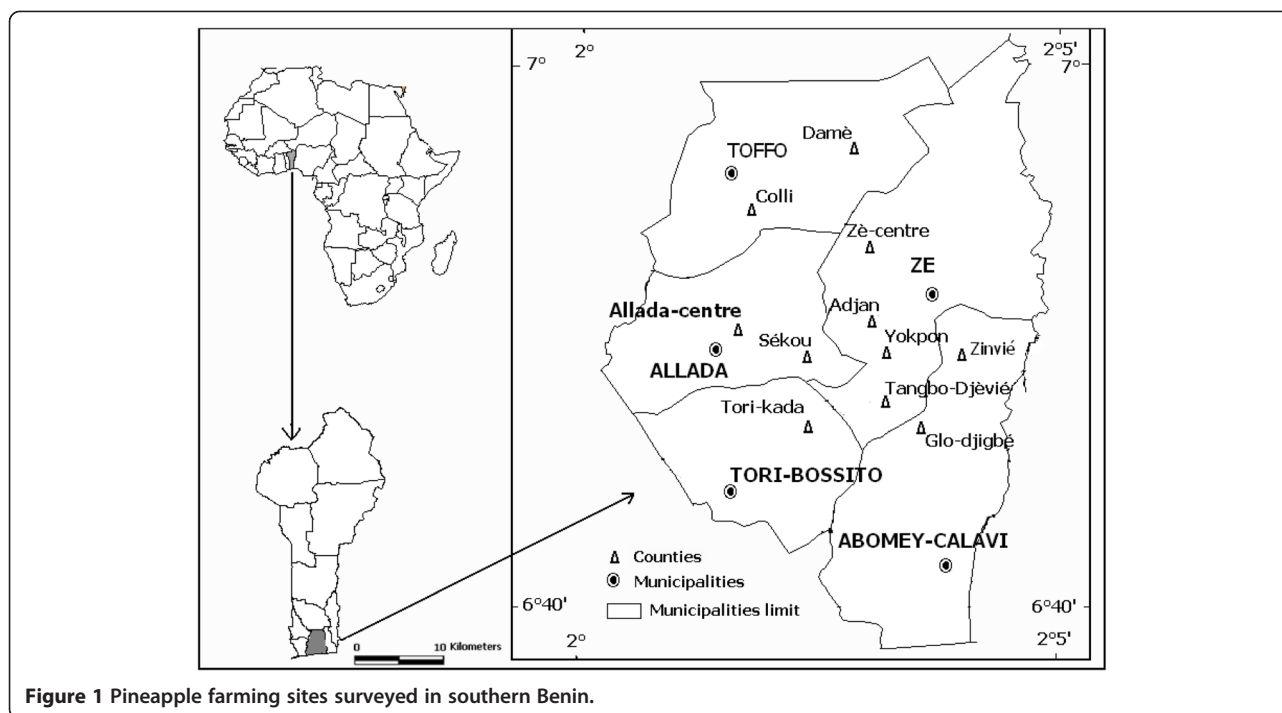 2°
2°5'
7°
7°
Damè
TOFFO
Colli
Zè-centre
ZE
Allada-centre
Adjan
Sékou
Yokpon
Zinvié
ALLADA
Tangbo-Djèvié
Tori-kada
Glo-djigbé
TORI-BOSSITO
ABOMEY-CALAVI
Counties
Municipalities
Municipalities limit
6°40'
6°40'
0 10 Kilometers
2°
2°5'
Figure 1 Pineapple farming sites surveyed in southern Benin.